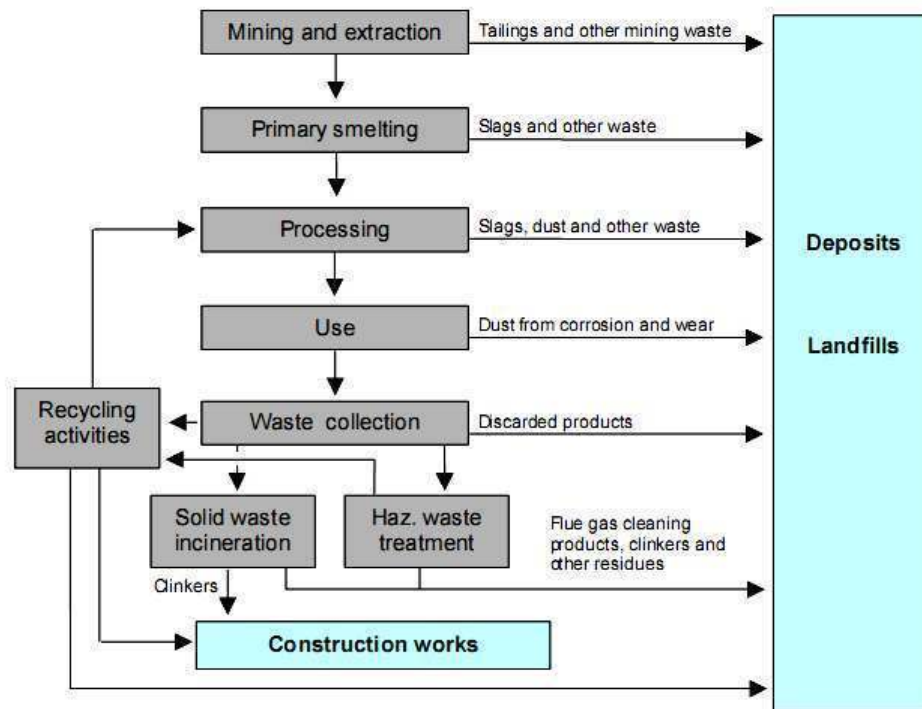 Mining and extraction
Tailings and other mining waste
Primary smelting
Slags and other waste
Processing
Slags, dust and other waste
Deposits
Use
Dust from corrosion and wear
Landfills
Recycling
activities
Waste collection
Discarded products
Solid waste
incineration
Haz. waste
treatment
Flue gas cleaning
products, clinkers and
other residues
Clinkers
Construction works